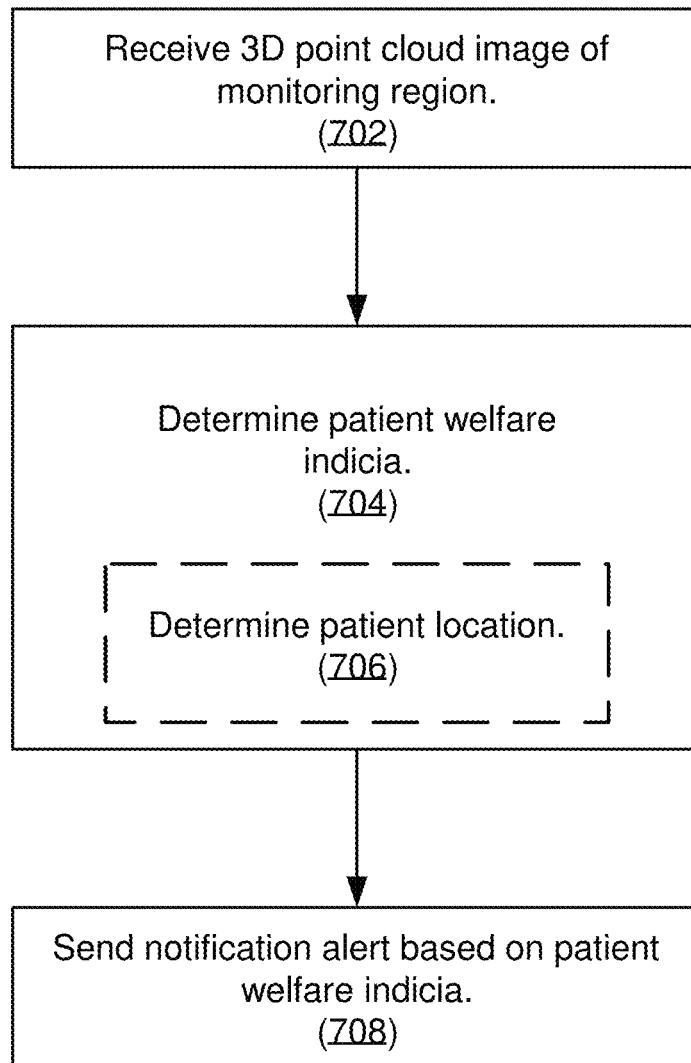 Receive 3D point cloud image of
monitoring region.
(702)
Determine patient welfare
indicia.
(704)
Determine patient location.
(706)
Send notification alert based on patient
welfare indicia.
(708)